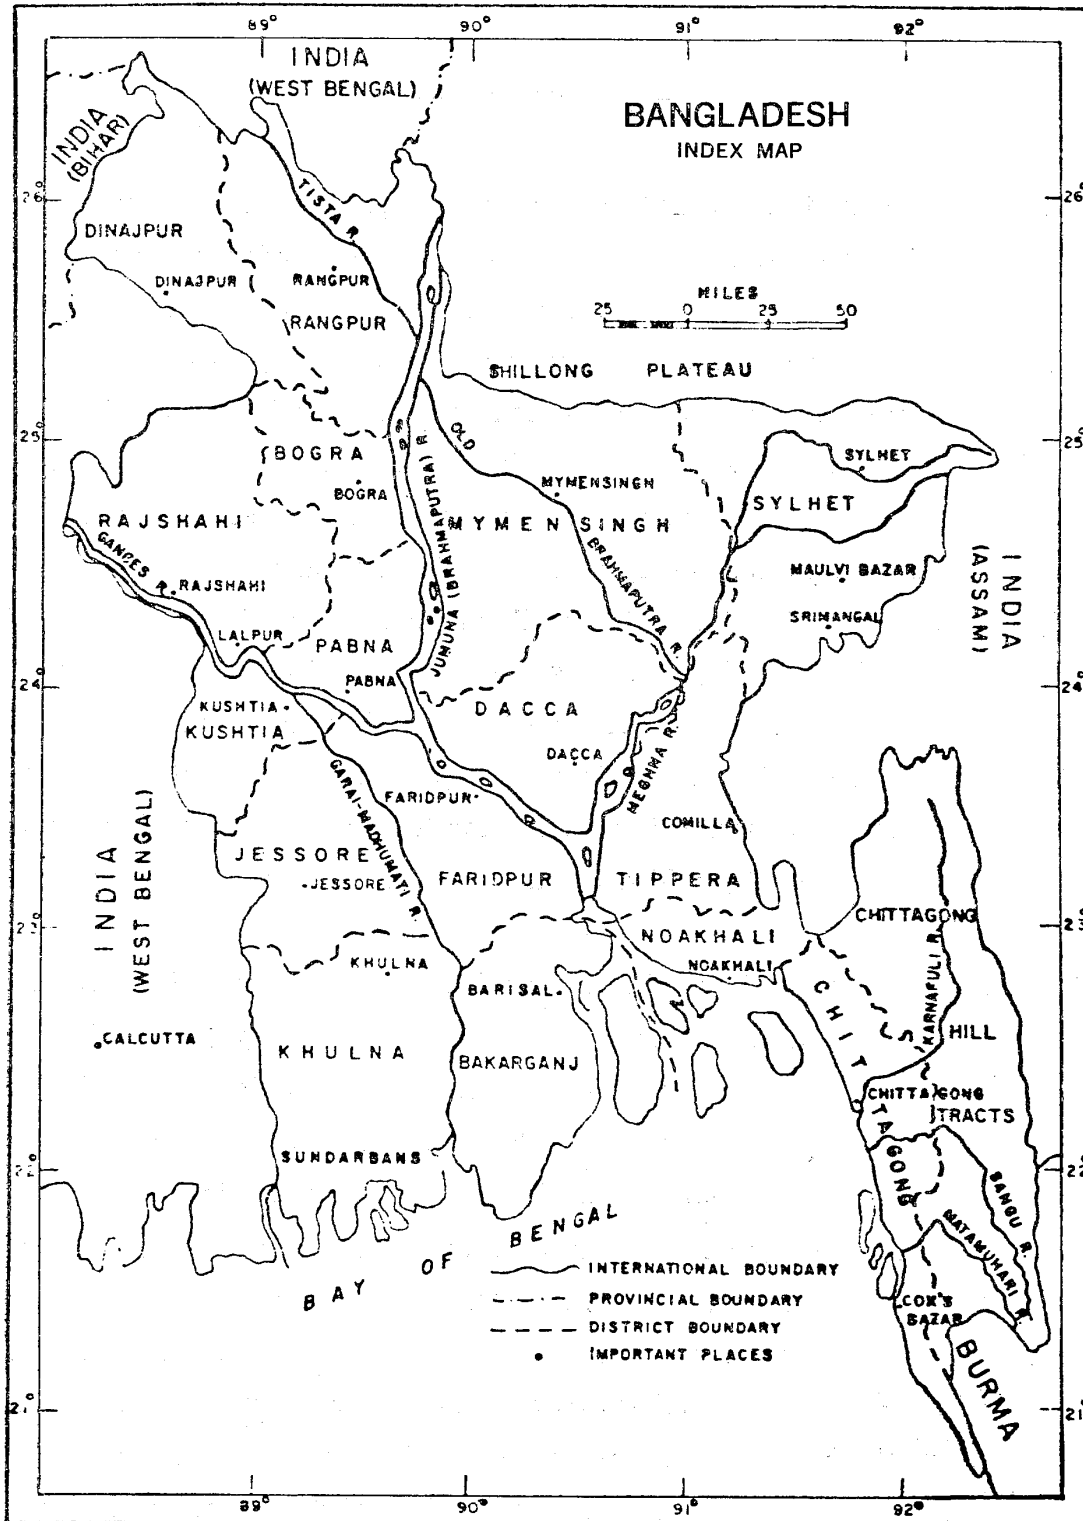 89°
90°
91°
92°
INDIA
(WEST BENGAL)
BANGLADESH
INDEX MAP
INDIA
(BIHAR)
26°
26°
TISTA R.
DINAJPUR
DINAJPUR
RANGPUR
RANGPUR
MILES
25 0 25 50
SHILLONG PLATEAU
25°
25°
BOGRA
BOGRA
OLD
BRAHMAPUTRA R.
JUMUNA (BRAHMAPUTRA) R
MYMENSINGH
MYMENSINGH
SYLHET
SYLHET
RAJSHAHI
GANGES R.
RAJSHAHI
MAULVI BAZAR
SRIMANGAL
INDIA
(ASSAM)
LALPUR
PABNA
PABNA
24°
24°
KUSHTIA
KUSHTIA
DACCA
DACCA
MEGHMA R.
GARAI-MADHUMATI R.
FARIDPUR
COMILLA
JESSORE
JESSORE
FARIDPUR
TIPPERA
INDIA
(WEST BENGAL)
23°
23°
CHITTAGONG
HILL
TRACTS
KARNAFULI R.
NOAKHALI
NOAKHALI
KHULNA
BARISAL
CALCUTTA
KHULNA
BAKARGANJ
CHITTAGONG
CHITTAGONG
S
SUNDARBANS
22°
22°
SANGU R.
MATAMUHARI R.
BAY OF BENGAL
INTERNATIONAL BOUNDARY
PROVINCIAL BOUNDARY
DISTRICT BOUNDARY
IMPORTANT PLACES
COX'S
BAZAR
BURMA
21°
21°
89°
90°
91°
92°